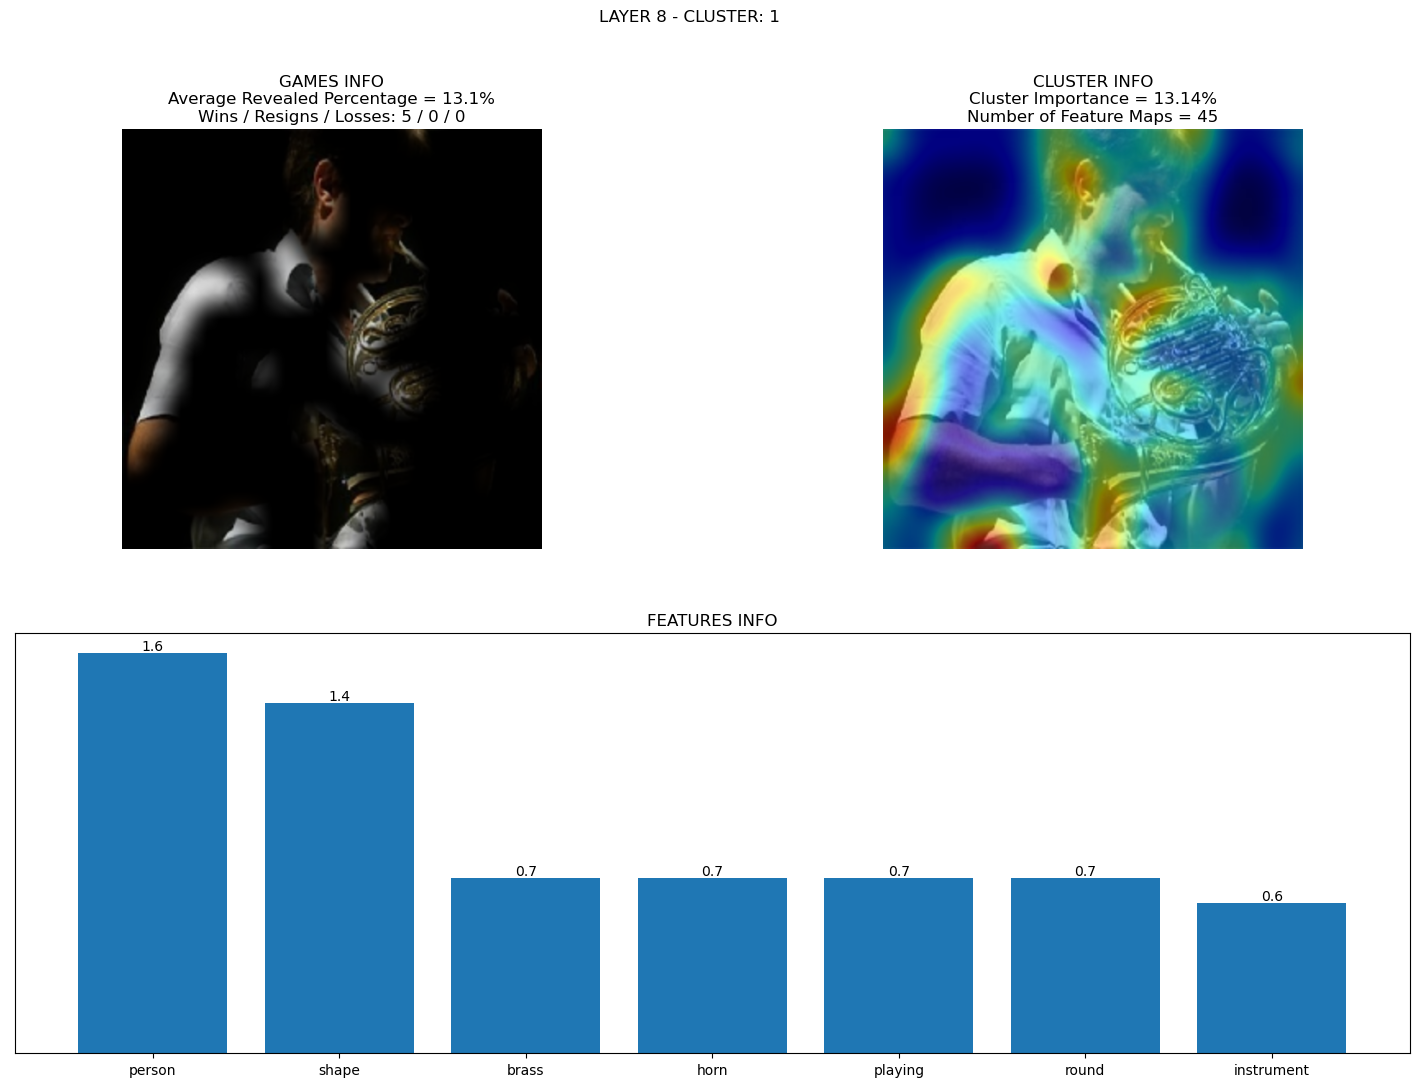 LAYER 8 - CLUSTER: 1
GAMES INFO
Average Revealed Percentage = 13.1%
Wins / Resigns / Losses: 5 / 0 / 0
CLUSTER INFO
Cluster Importance = 13.14%
Number of Feature Maps = 45
FEATURES INFO
1.6
1.4
0.7
0.7
0.7
0.7
0.6
person
shape
brass
horn
playing
round
instrument